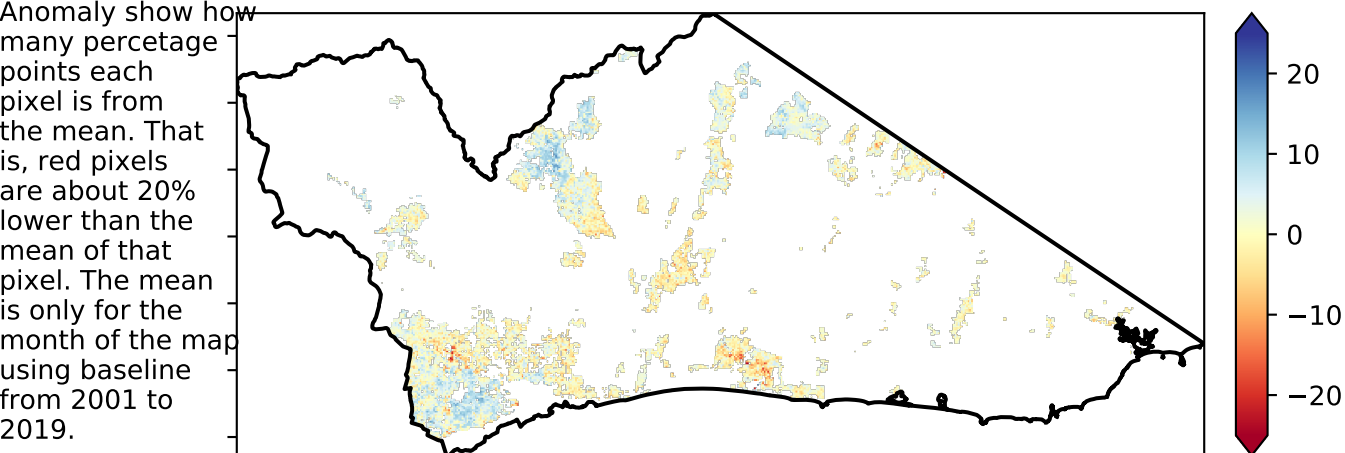 Anomaly show how
many percetage
points each
pixel is from
the mean. That
is, red pixels
are about 20%
lower than the
mean of that
pixel. The mean
is only for the
month of the map
using baseline
from 2001 to
2019.
20
10
0
−10
−20